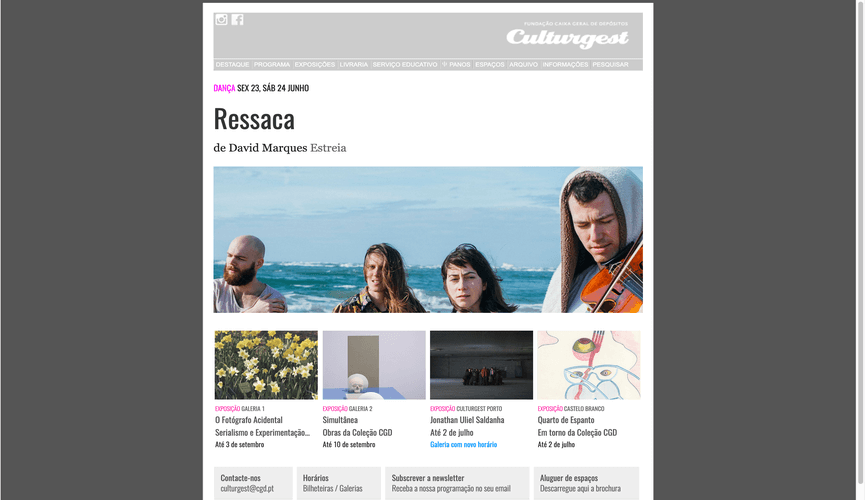 FUNDAÇÃO CAIXA GERAL DE DEPÓSITOS
Culturgest
DESTAQUE PROGRAMA EXPOSIÇÕES LIVRARIA SERVIÇO EDUCATIVO PANOS ESPAÇOS ARQUIVO INFORMAÇÕES PESQUISAR
DANÇA SEX 23, SÁB 24 JUNHO
Ressaca
de David Marques Estreia
EXPOSIÇÃO GALERIA 1
O Fotógrafo Acidental
Serialismo e Experimentação...
Até 3 de setembro
EXPOSIÇÃO GALERIA 2
Simultânea
Obras da Coleção CGD
Até 10 de setembro
EXPOSIÇÃO CULTURGEST PORTO
Jonathan Uliel Saldanha
Até 2 de julho
Galeria com novo horário
EXPOSIÇÃO CASTELO BRANCO
Quarto de Espanto
Em torno da Coleção CGD
Até 2 de julho
Contacte-nos
culturgest@cgd.pt
Horários
Bilheteiras / Galerias
Subscrever a newsletter
Receba a nossa programação no seu email
Aluguer de espaços
Descarregue aqui a brochura